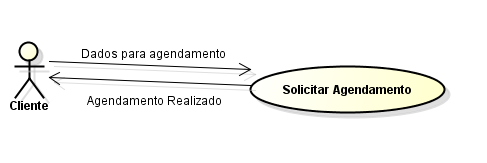 Dados para agendamento
Solicitar Agendamento
Agendamento Realizado
Cliente